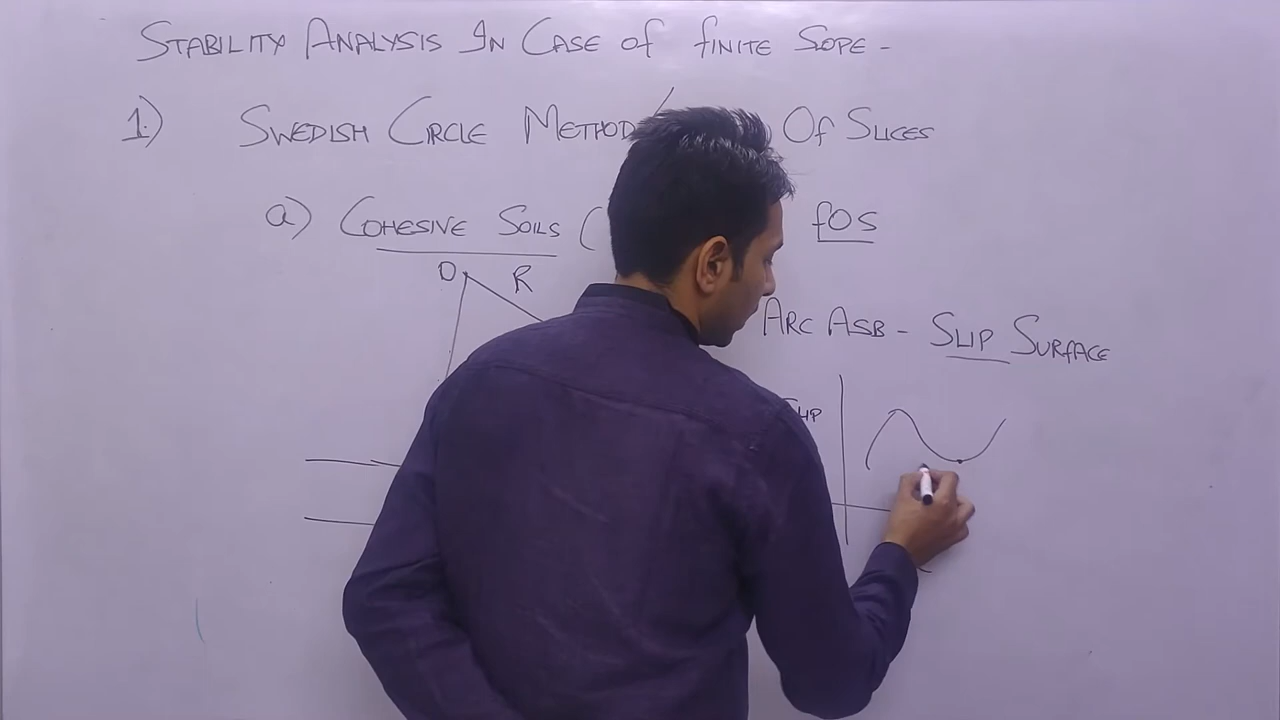 STABILITY ANALYSIS IN CASE OF FINITE SLOPE -
1.) SWEDISH CIRCLE METHOD / OF SLICES
a) COHESIVE SOILS ( FOS
O R
ARC ASB - SLIP SURFACE